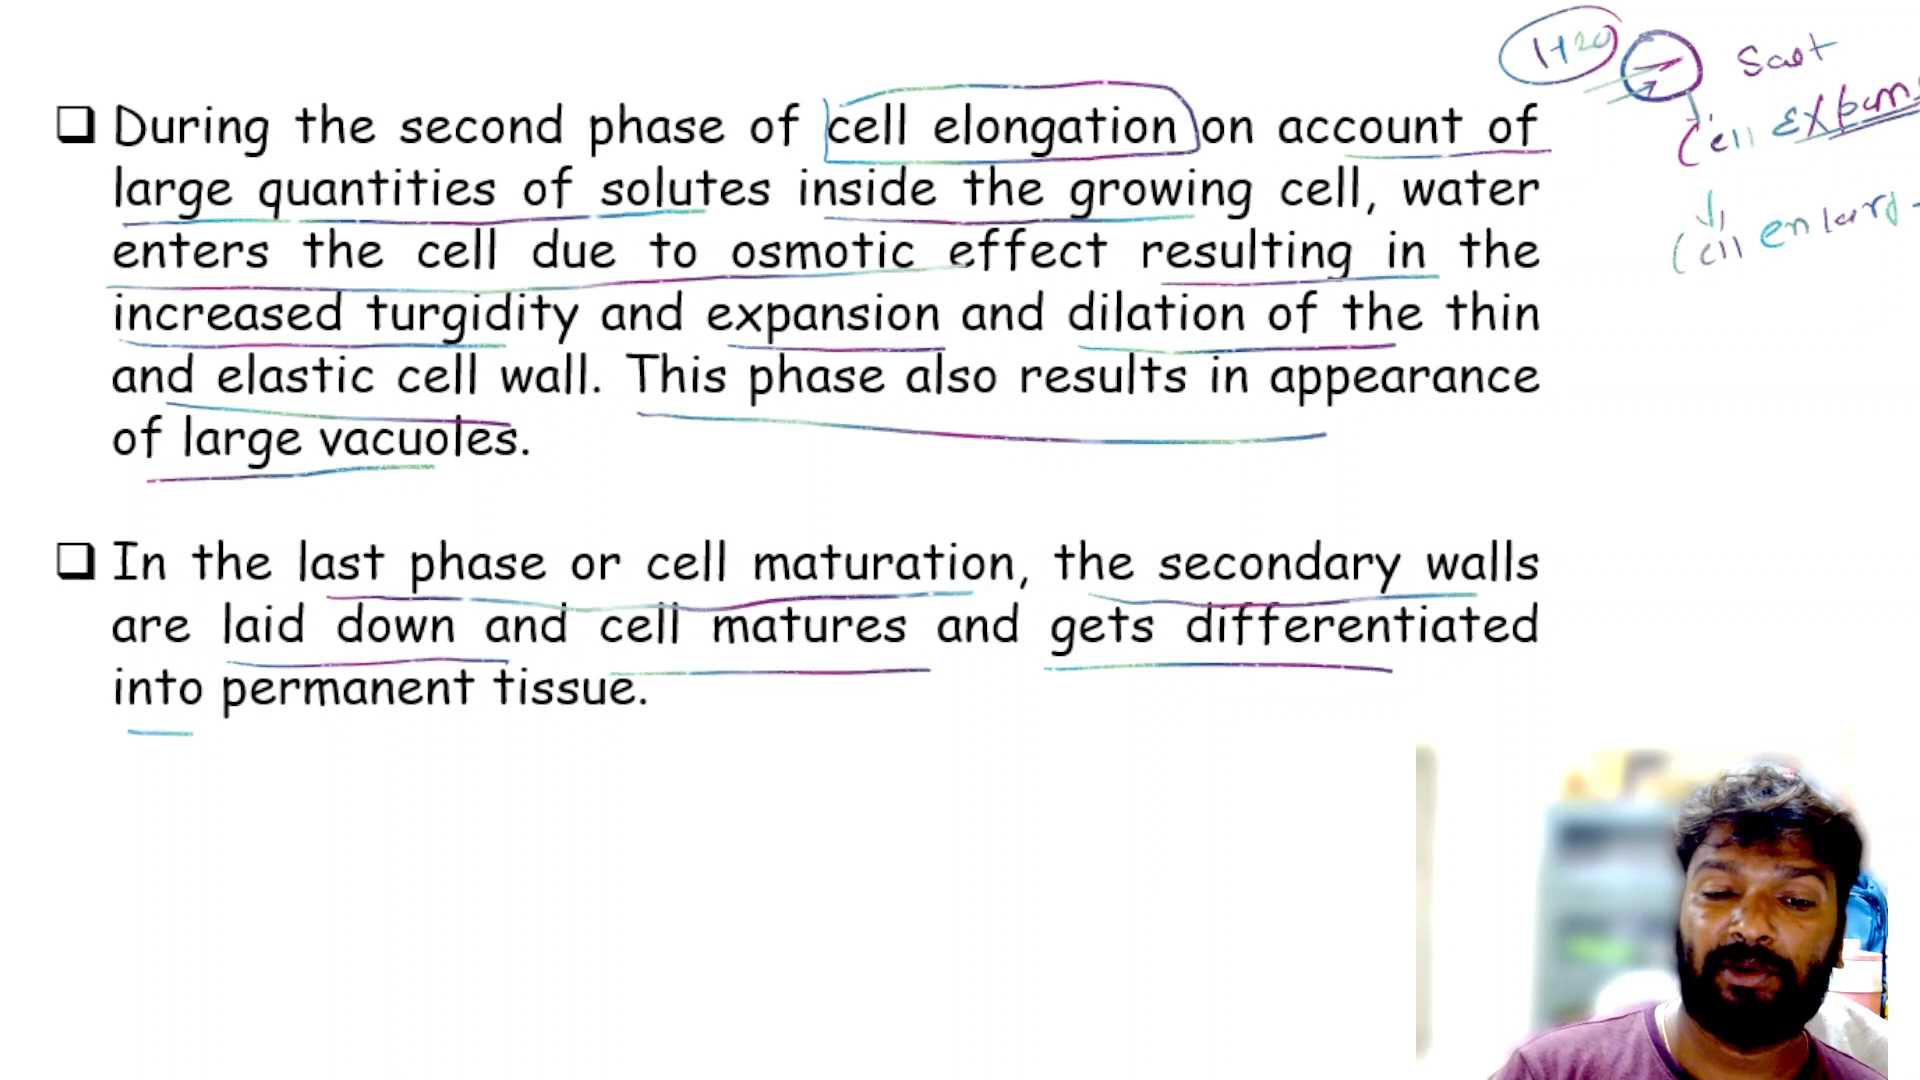 H20
Salt
Cell Expans
Cell enlarg
❑ During the second phase of cell elongation on account of
large quantities of solutes inside the growing cell, water
enters the cell due to osmotic effect resulting in the
increased turgidity and expansion and dilation of the thin
and elastic cell wall. This phase also results in appearance
of large vacuoles.
❑ In the last phase or cell maturation, the secondary walls
are laid down and cell matures and gets differentiated
into permanent tissue.